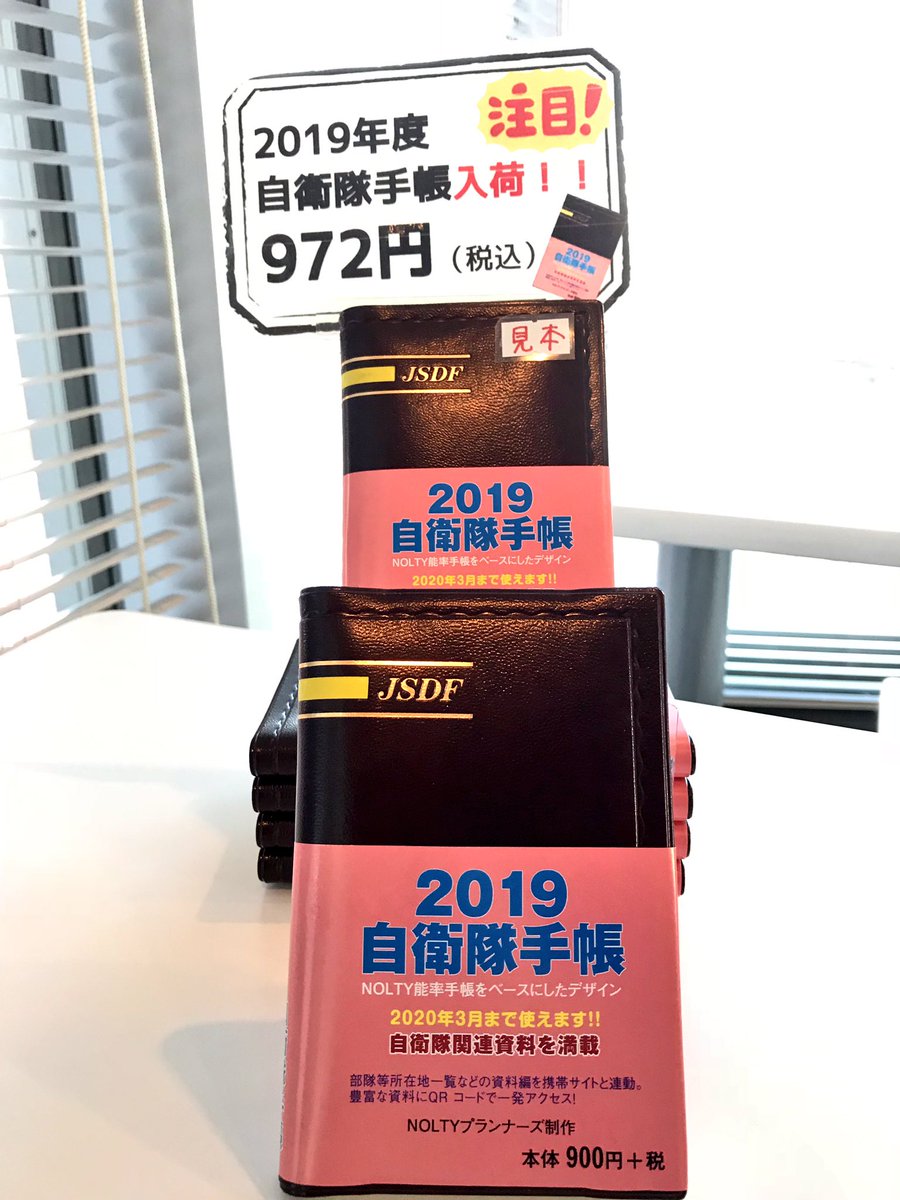 注目!
2019年度
自衛隊手帳入荷！！
972円（税込）
2019
自衛隊手帳
見本
JSDF
2019
自衛隊手帳
NOLTY能率手帳をベースにしたデザイン
2020年3月まで使えます!!
JSDF
2019
自衛隊手帳
NOLTY能率手帳をベースにしたデザイン
2020年3月まで使えます!!
自衛隊関連資料を満載
部隊等所在地一覧などの資料編を携帯サイトと連動。
豊富な資料にQRコードで一発アクセス!
NOLTYプランナーズ制作
本体 900円＋税